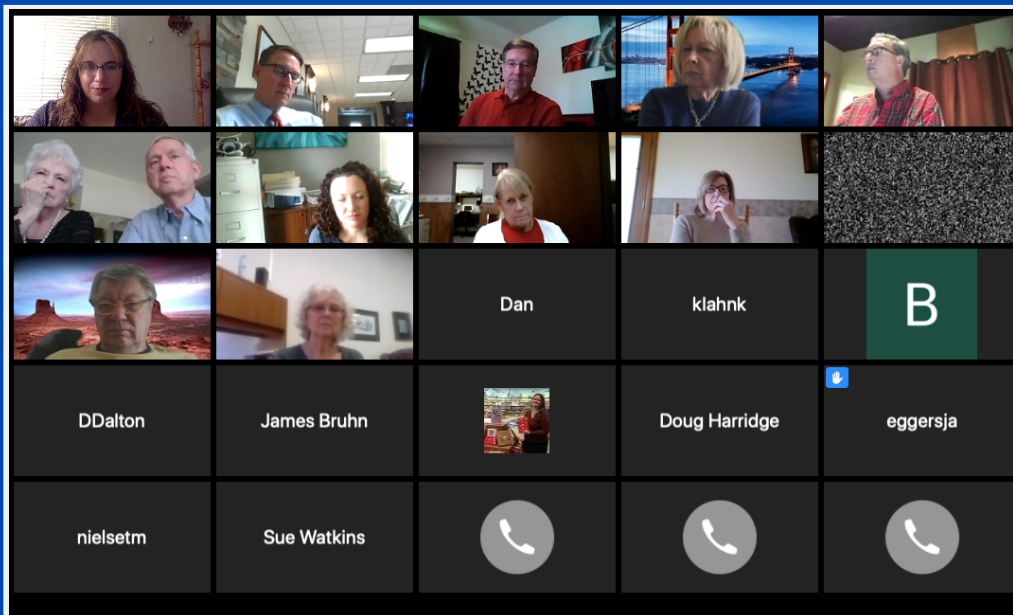 Dan
klahnk
B
DDalton
James Bruhn
Doug Harridge
eggersja
nielsetm
Sue Watkins